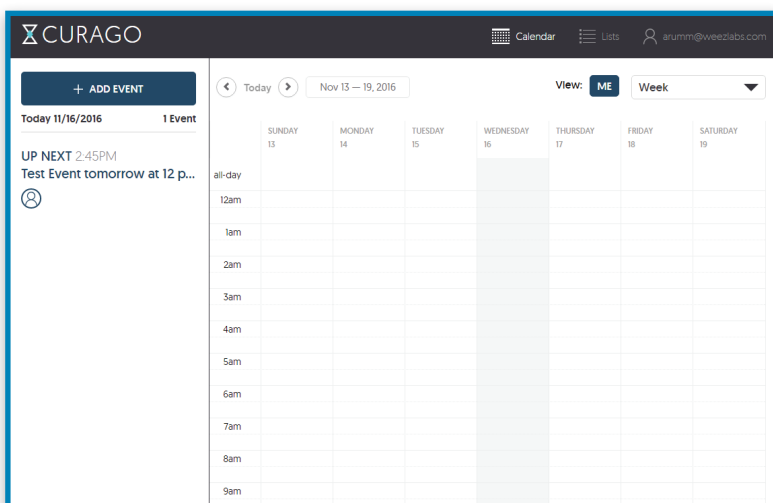 CURAGO
Calendar
Lists
arumm@weezlabs.com
+ ADD EVENT
Today 11/16/2016 1 Event
UP NEXT 2:45PM
Test Event tomorrow at 12 p...
Today
Nov 13 — 19, 2016
View: ME Week
SUNDAY MONDAY TUESDAY WEDNESDAY THURSDAY FRIDAY SATURDAY
13 14 15 16 17 18 19
all-day
12am
1am
2am
3am
4am
5am
6am
7am
8am
9am